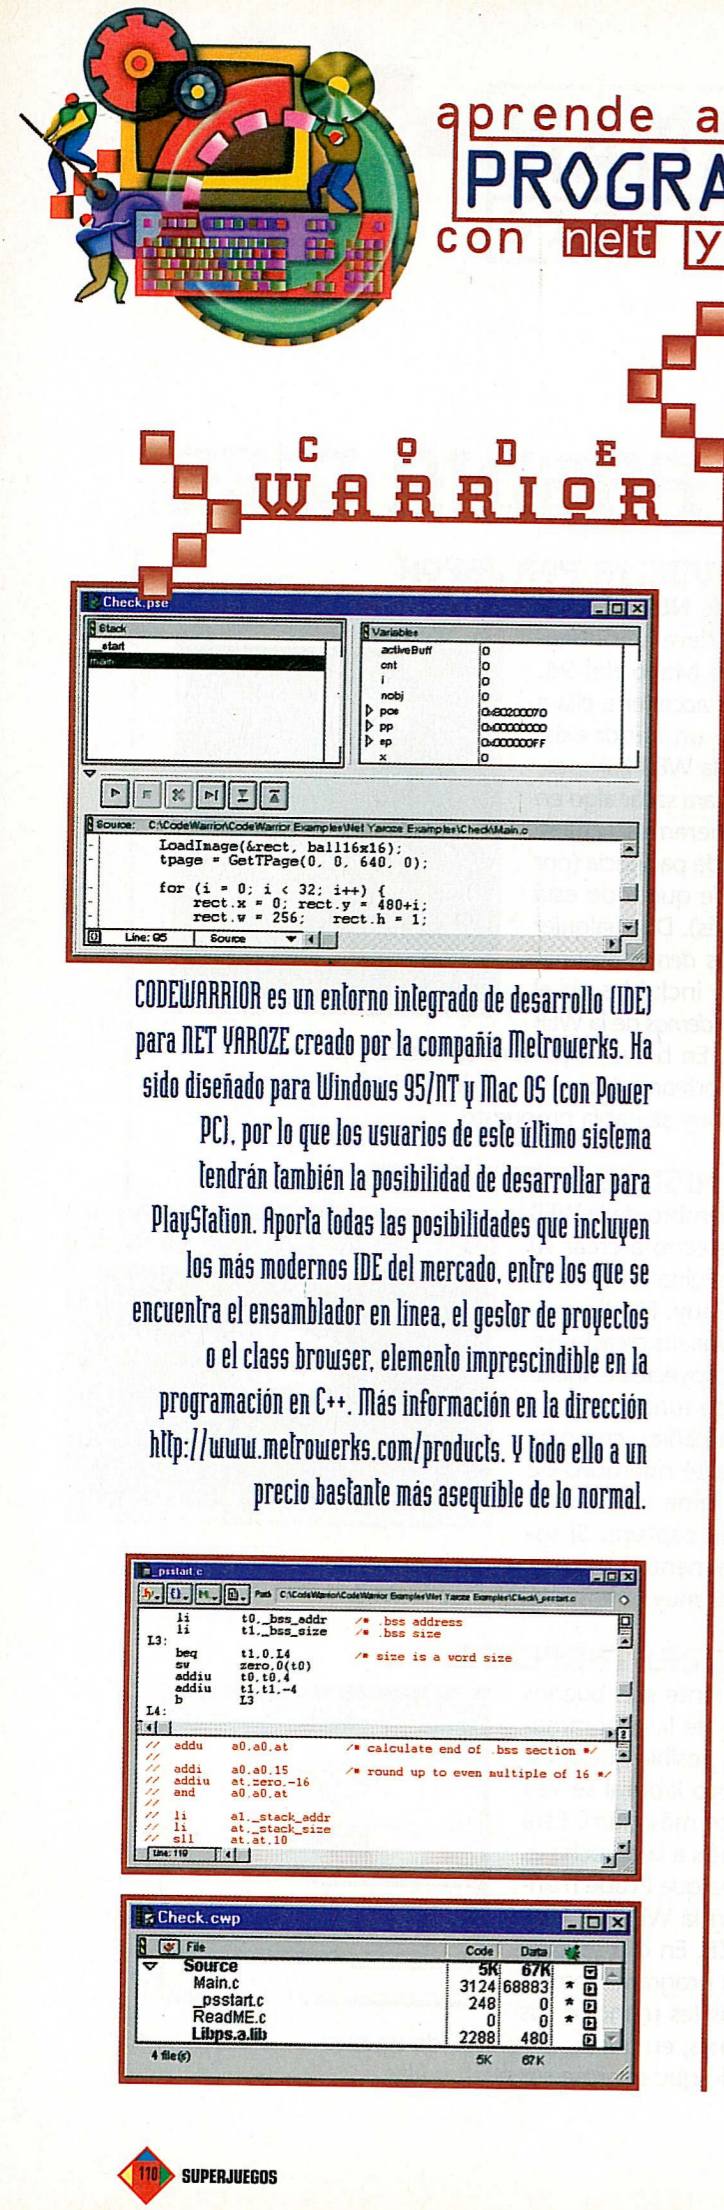 aprende a
PROGRA
con net y
CODE
WARRIOR
Check.pse
Stack
__start
main
Variables
activeBuff 0
cnt 0
i 0
nobj 0
pos 0x80200070
pp 0x00000000
sp 0x000000FF
x 0
Source: C:\CodeWarrior\CodeWarrior Examples\Net Yaroze Examples\Check\Main.c
LoadImage(&rect, ball16x16);
tpage = GetTPage(0, 0, 640, 0);
for (i = 0; i < 32; i++) {
rect.x = 0; rect.y = 480+i;
rect.w = 256; rect.h = 1;
Line: 95 Source
CODEWARRIOR es un entorno integrado de desarrollo (IDE)
para NET YAROZE creado por la compañía Metrowerks. Ha
sido diseñado para Windows 95/NT y Mac OS (con Power
PC), por lo que los usuarios de este último sistema
tendrán también la posibilidad de desarrollar para
PlayStation. Aporta todas las posibilidades que incluyen
los más modernos IDE del mercado, entre los que se
encuentra el ensamblador en línea, el gestor de proyectos
o el class browser, elemento imprescindible en la
programación en C++. Más información en la dirección
http://www.metrowerks.com/products. Y todo ello a un
precio bastante más asequible de lo normal.
_psstart.c
Path: C:\CodeWarrior\CodeWarrior Examples\Net Yaroze Examples\Check\_psstart.c
li t0,_bss_addr /* .bss address
li t1,_bss_size /* .bss size
L3:
beq t1,0,L4 /* size is a word size
sw zero,0(t0)
addiu t0,t0,4
addiu t1,t1,-4
b L3
L4:
// addu a0,a0,at /* calculate end of .bss section */
//
// addi a0,a0,15 /* round up to even multiple of 16 */
// addiu at,zero,-16
// and a0,a0,at
//
// li a1,_stack_addr
// li at,_stack_size
// sll at,at,10
Line: 119
Check.cwp
File Code Data
Source 5K 67K
Main.c 3124 68883 *
_psstart.c 248 0 *
ReadME.c 0 0 *
Libps.a.lib 2288 480
4 file(s) 5K 67K
110 SUPERJUEGOS